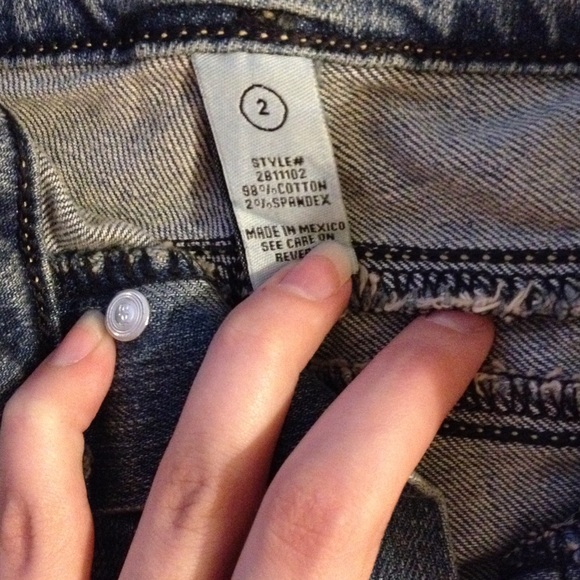 2
STYLE#
2811102
98%COTTON
2%SPANDEX
MADE IN MEXICO
SEE CARE ON